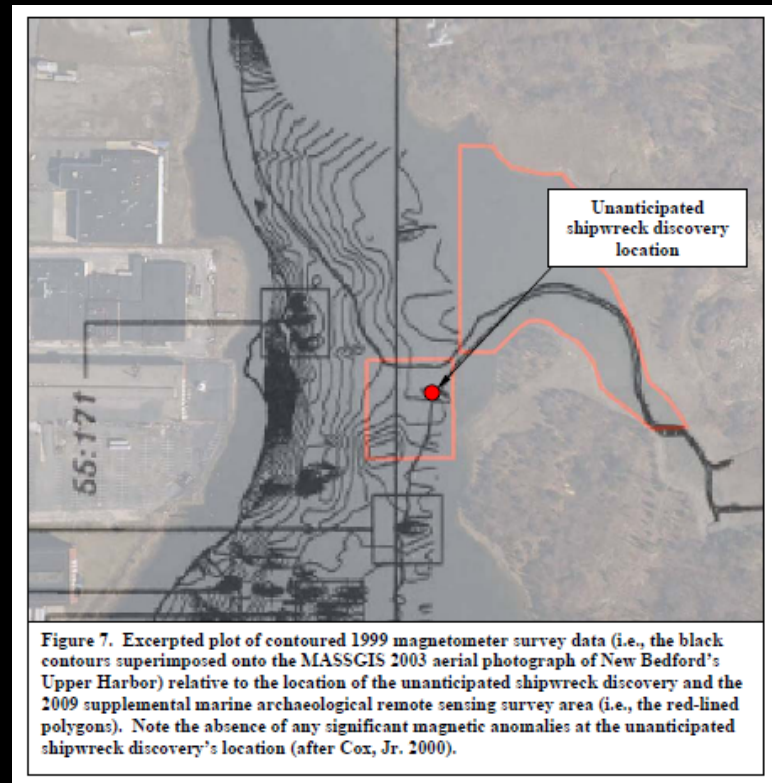 Unanticipated
shipwreck discovery
location
55:171
Figure 7. Excerpted plot of contoured 1999 magnetometer survey data (i.e., the black
contours superimposed onto the MASSGIS 2003 aerial photograph of New Bedford's
Upper Harbor) relative to the location of the unanticipated shipwreck discovery and the
2009 supplemental marine archaeological remote sensing survey area (i.e., the red-lined
polygons). Note the absence of any significant magnetic anomalies at the unanticipated
shipwreck discovery's location (after Cox, Jr. 2000).